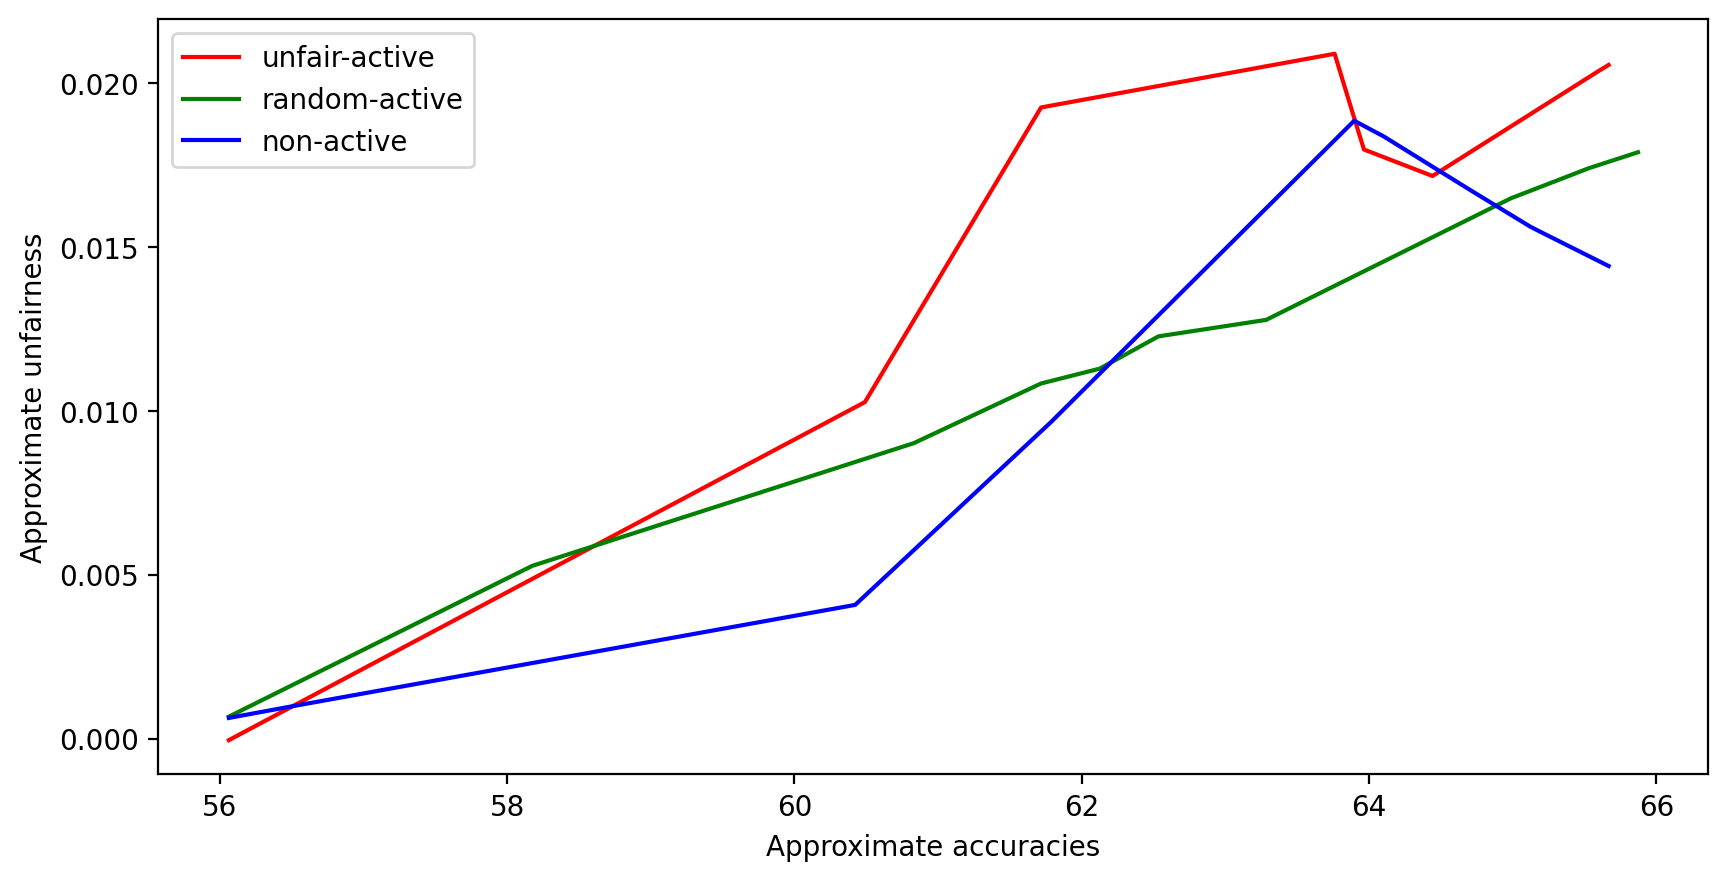 unfair-active
random-active
non-active
0.020
0.015
0.010
0.005
0.000
Approximate unfairness
56 58 60 62 64 66
Approximate accuracies